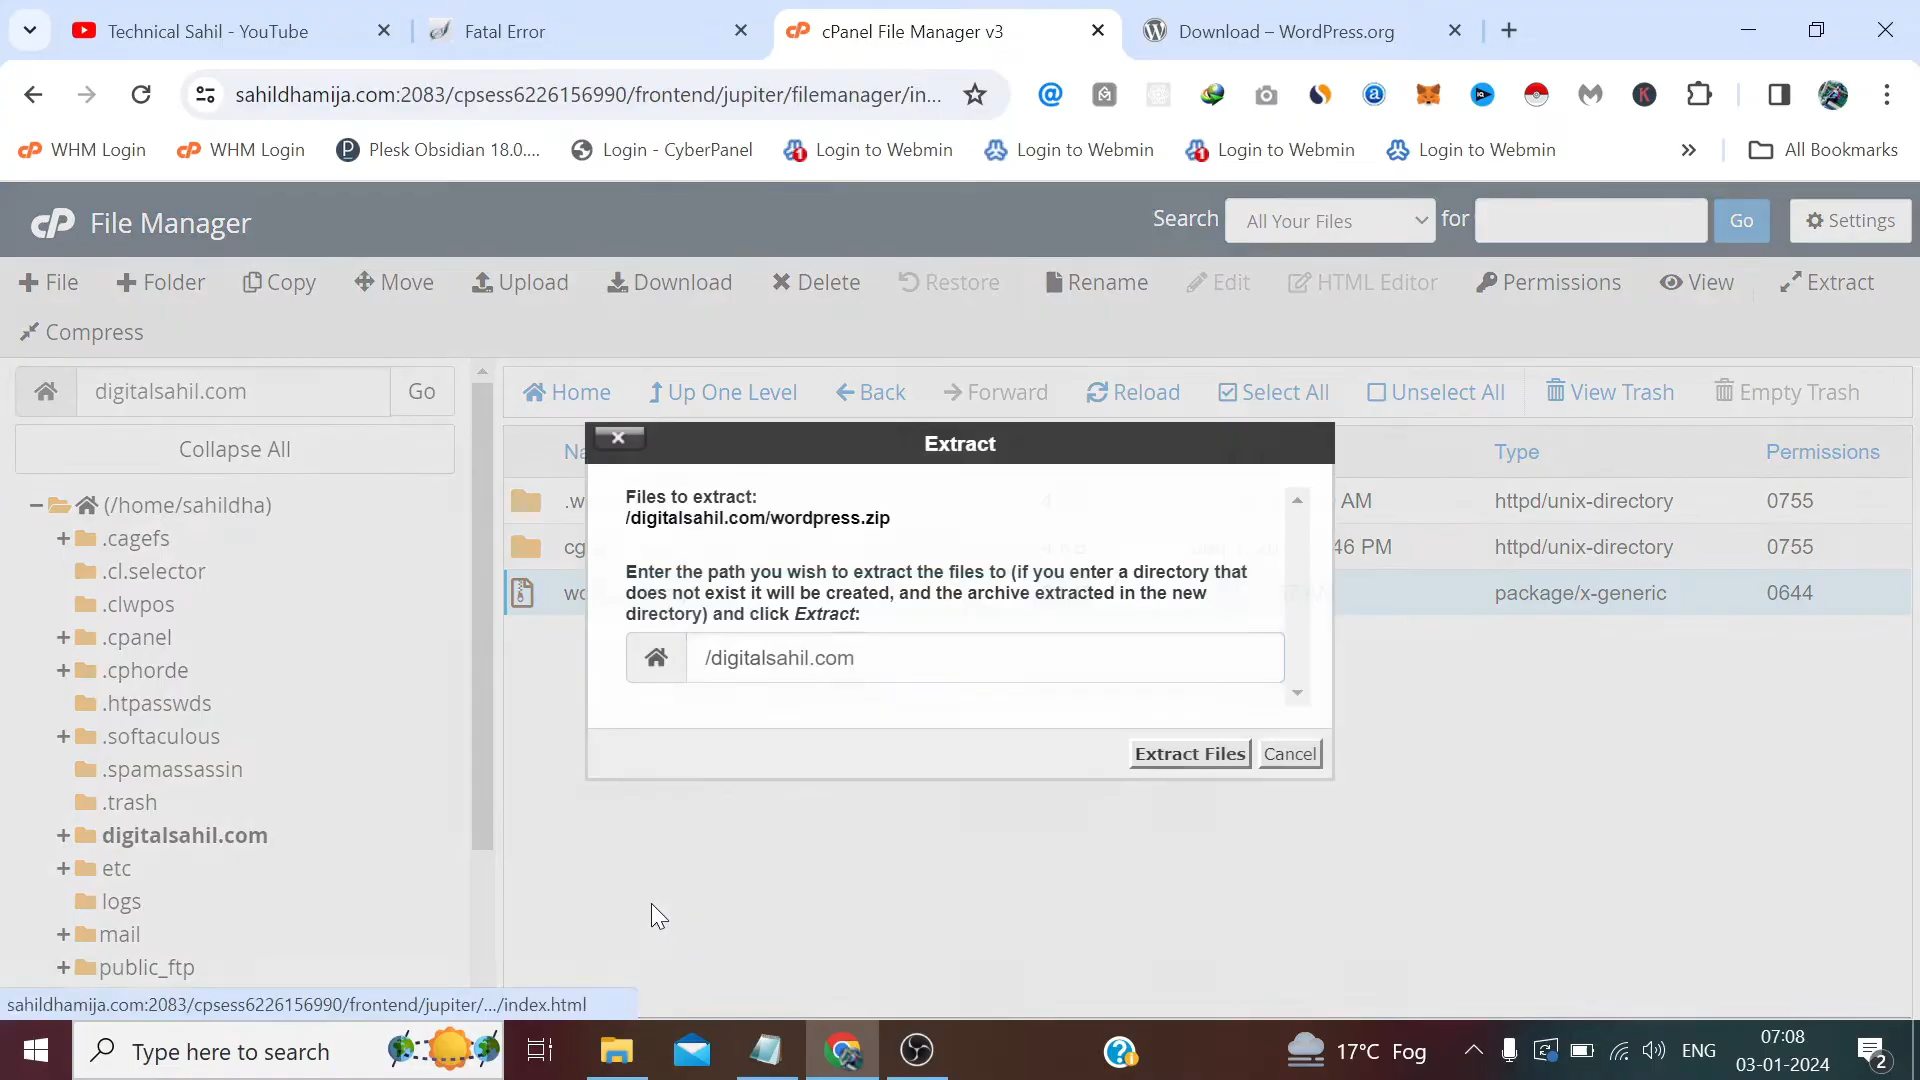 Technical Sahil - YouTube
Fatal Error
cPanel File Manager v3
Download – WordPress.org
sahildhamija.com:2083/cpsess6226156990/frontend/jupiter/filemanager/in...
WHM Login
WHM Login
Plesk Obsidian 18.0....
Login - CyberPanel
Login to Webmin
Login to Webmin
Login to Webmin
Login to Webmin
All Bookmarks
cP File Manager
Search All Your Files for Go Settings
File Folder Copy Move Upload Download Delete Restore Rename Edit HTML Editor Permissions View Extract
Compress
digitalsahil.com Go
Home Up One Level Back Forward Reload Select All Unselect All View Trash Empty Trash
Collapse All
Type Permissions
(/home/sahildha)
.cagefs
.cl.selector
.clwpos
.cpanel
.cphorde
.htpasswds
.softaculous
.spamassassin
.trash
digitalsahil.com
etc
logs
mail
public_ftp
AM httpd/unix-directory 0755
46 PM httpd/unix-directory 0755
package/x-generic 0644
Extract
Files to extract:
/digitalsahil.com/wordpress.zip
Enter the path you wish to extract the files to (if you enter a directory that
does not exist it will be created, and the archive extracted in the new
directory) and click Extract:
/digitalsahil.com
Extract Files Cancel
sahildhamija.com:2083/cpsess6226156990/frontend/jupiter/.../index.html
Type here to search
17°C Fog
ENG
07:08
03-01-2024
2